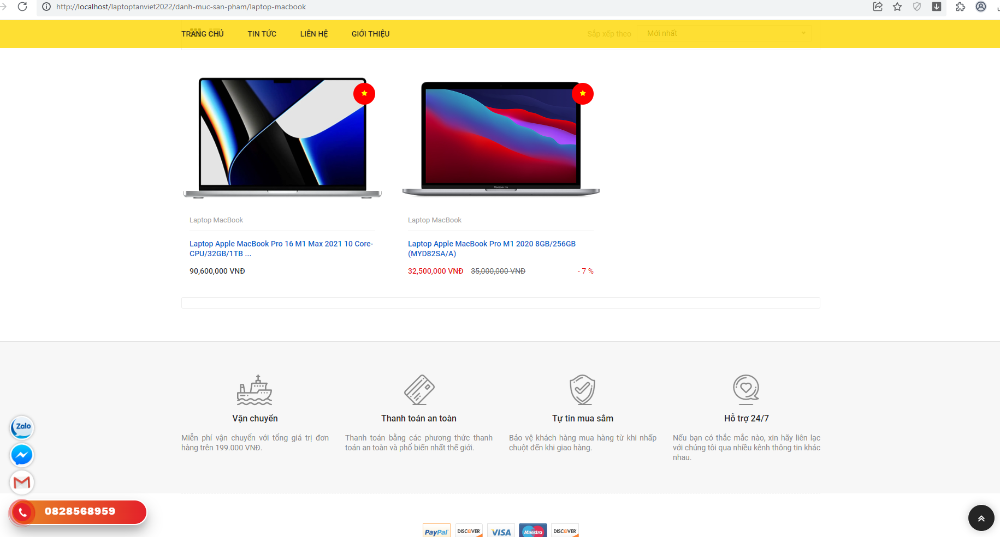 http://localhost/laptoptanviet2022/danh-muc-san-pham/laptop-macbook
TRANG CHỦ TIN TỨC LIÊN HỆ GIỚI THIỆU Sắp xếp theo Mới nhất
MacBook Pro
Laptop MacBook
Laptop Apple MacBook Pro 16 M1 Max 2021 10 Core-
CPU/32GB/1TB ...
90,600,000 VNĐ
Laptop MacBook
Laptop Apple MacBook Pro M1 2020 8GB/256GB
(MYD82SA/A)
32,500,000 VNĐ 35,000,000 VNĐ - 7 %
Vận chuyển
Miễn phí vận chuyển với tổng giá trị đơn
hàng trên 199.000 VNĐ.
Thanh toán an toàn
Thanh toán bằng các phương thức thanh
toán an toàn và phổ biến nhất thế giới.
Tự tin mua sắm
Bảo vệ khách hàng mua hàng từ khi nhấp
chuột đến khi giao hàng.
Hỗ trợ 24/7
Nếu bạn có thắc mắc nào, xin hãy liên lạc
với chúng tôi qua nhiều kênh thông tin khác
nhau.
Zalo
0828568959
PayPal DISCOVER VISA Maestro DISCOVER